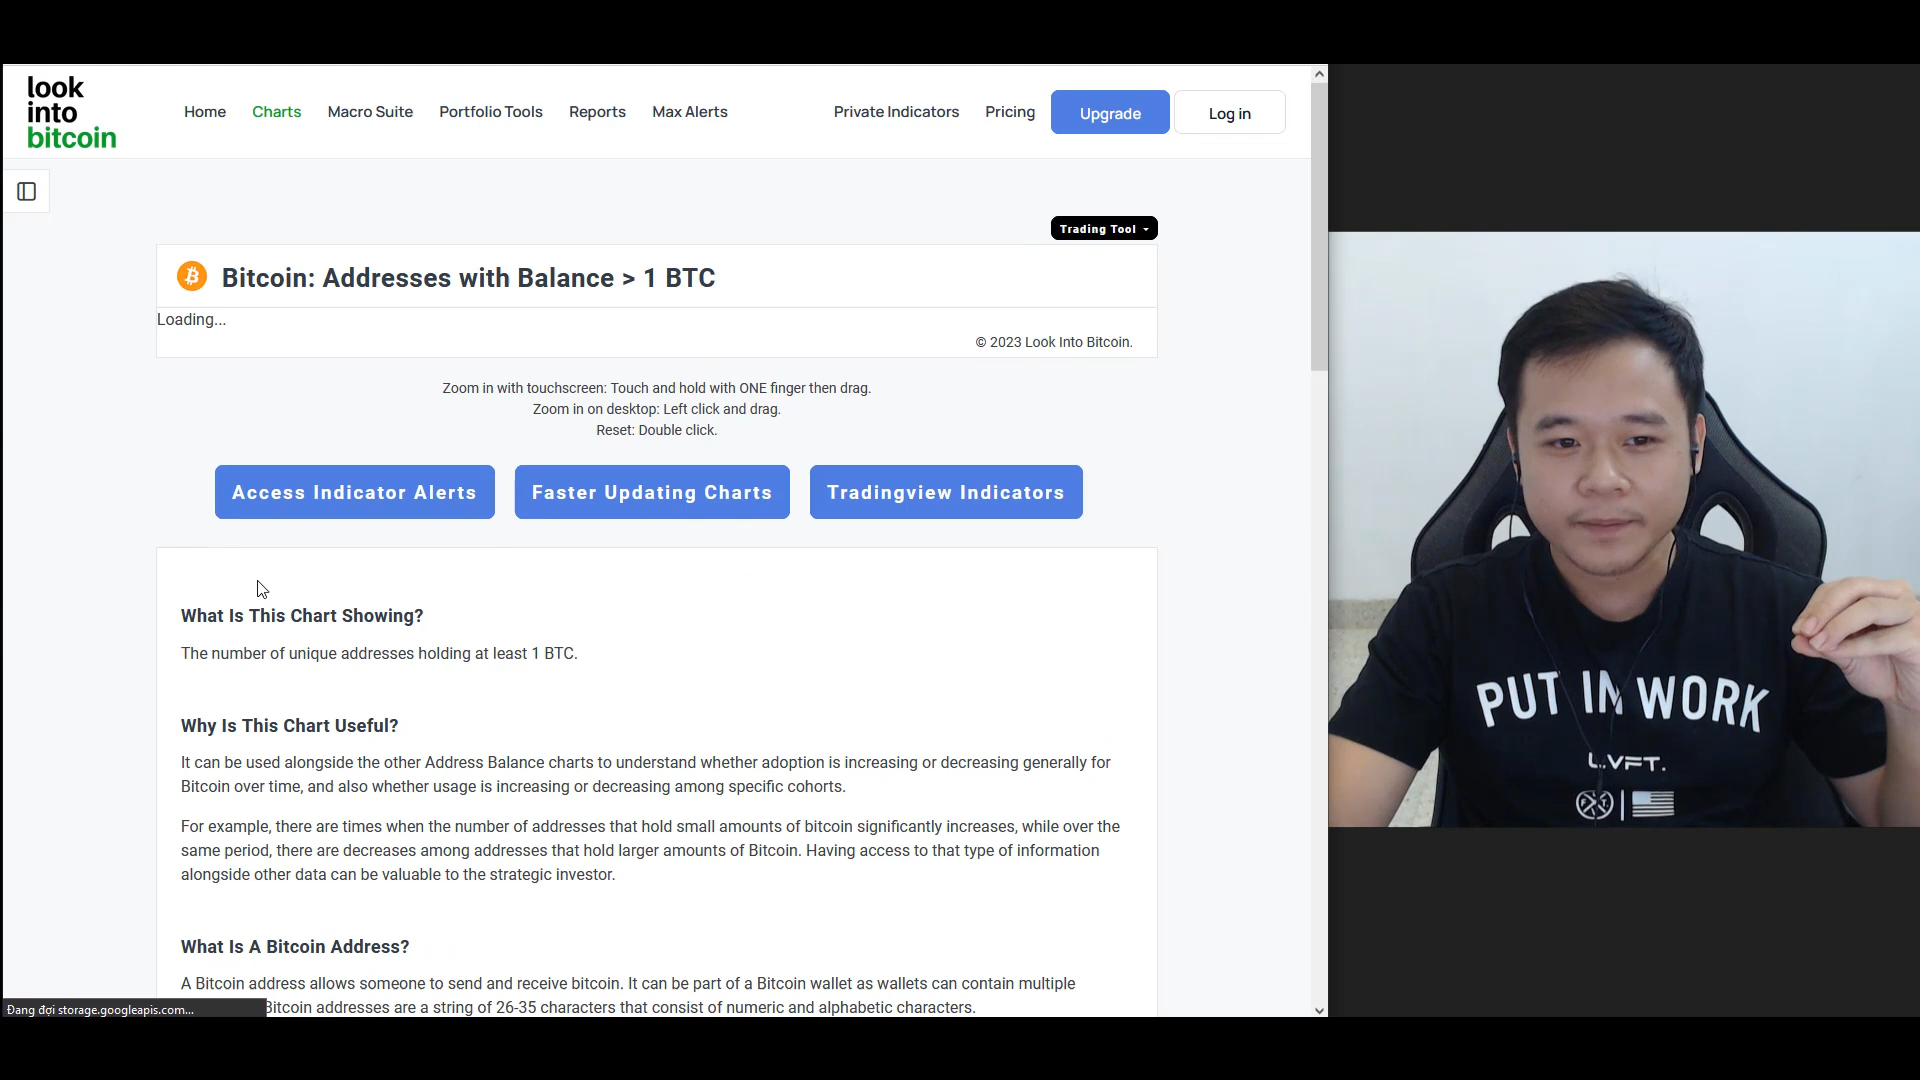 look
into
bitcoin
Home Charts Macro Suite Portfolio Tools Reports Max Alerts Private Indicators Pricing Upgrade Log in
Trading Tool
Bitcoin: Addresses with Balance > 1 BTC
Loading...
© 2023 Look Into Bitcoin.
Zoom in with touchscreen: Touch and hold with ONE finger then drag.
Zoom in on desktop: Left click and drag.
Reset: Double click.
Access Indicator Alerts Faster Updating Charts Tradingview Indicators
What Is This Chart Showing?
The number of unique addresses holding at least 1 BTC.
Why Is This Chart Useful?
It can be used alongside the other Address Balance charts to understand whether adoption is increasing or decreasing generally for
Bitcoin over time, and also whether usage is increasing or decreasing among specific cohorts.
For example, there are times when the number of addresses that hold small amounts of bitcoin significantly increases, while over the
same period, there are decreases among addresses that hold larger amounts of Bitcoin. Having access to that type of information
alongside other data can be valuable to the strategic investor.
What Is A Bitcoin Address?
A Bitcoin address allows someone to send and receive bitcoin. It can be part of a Bitcoin wallet as wallets can contain multiple
Bitcoin addresses are a string of 26-35 characters that consist of numeric and alphabetic characters.
Đang đợi storage.googleapis.com...
PUT IN WORK
LVFT.